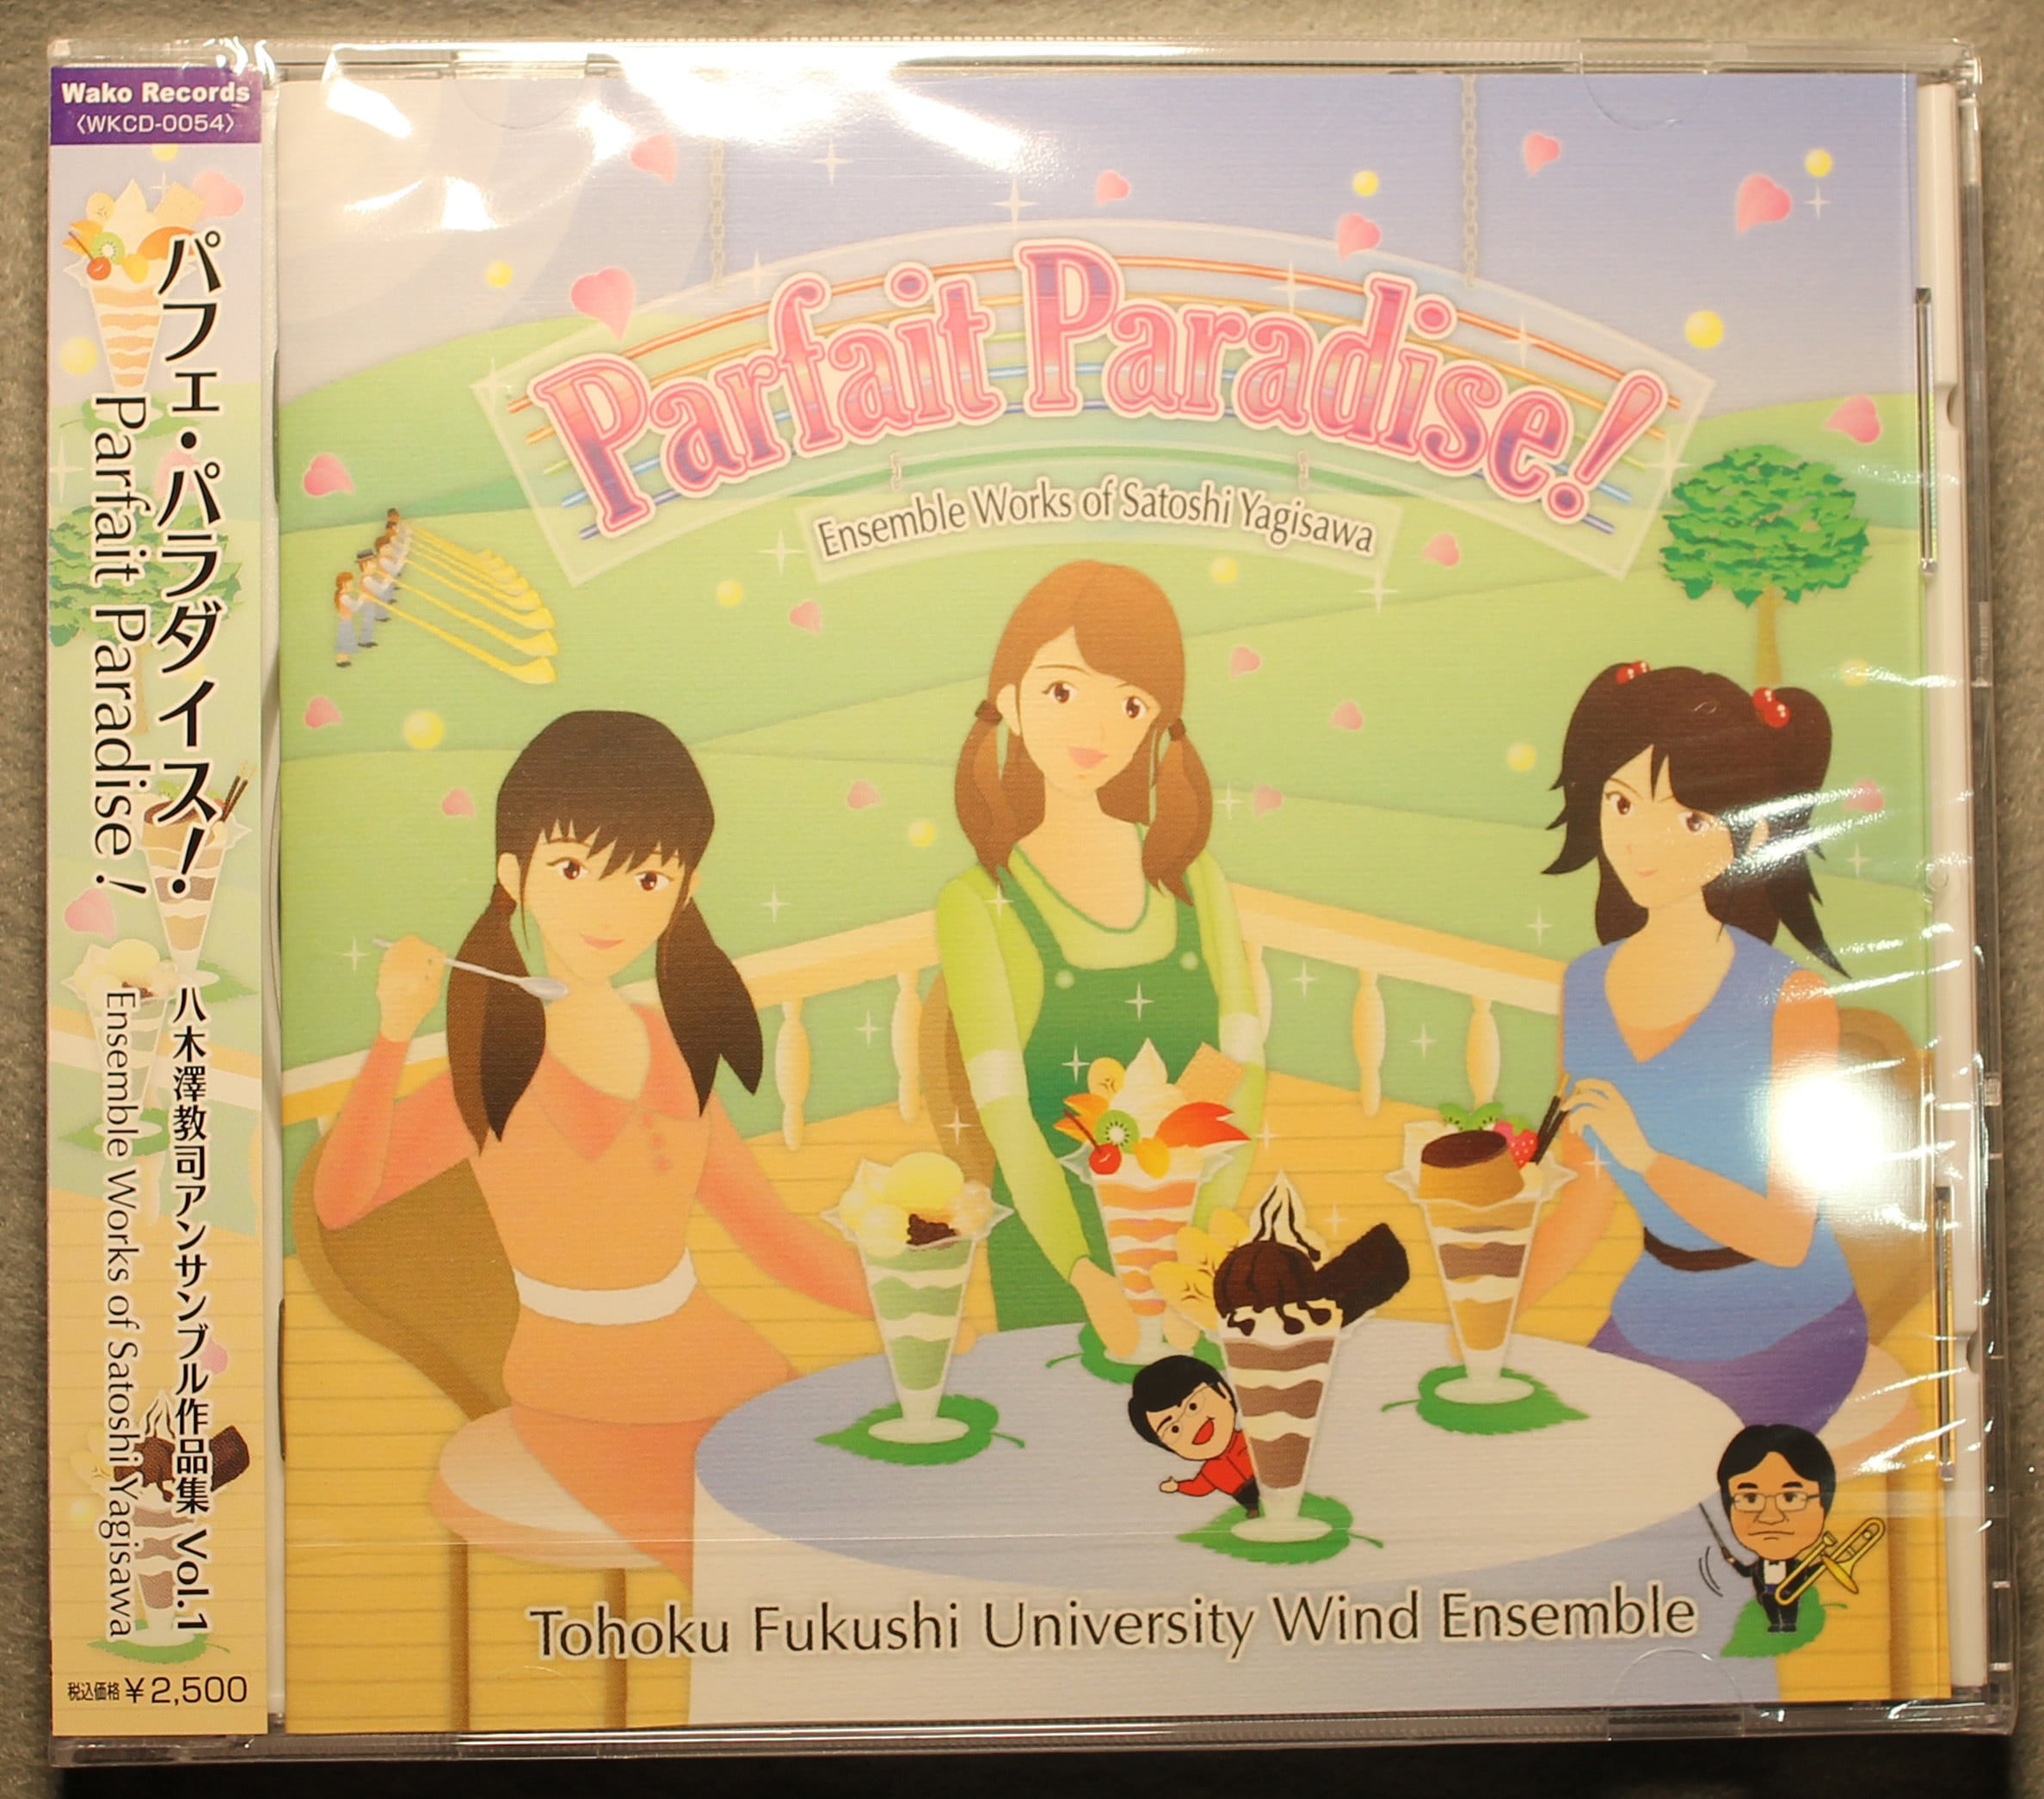 Wako Records
〈WKCD-0054〉
パフェ・パラダイス!
Parfait Paradise!
八木澤教司アンサンブル作品集 Vol.1
Ensemble Works of Satoshi Yagisawa
税込価格¥2,500
Parfait Paradise!
Ensemble Works of Satoshi Yagisawa
Tohoku Fukushi University Wind Ensemble